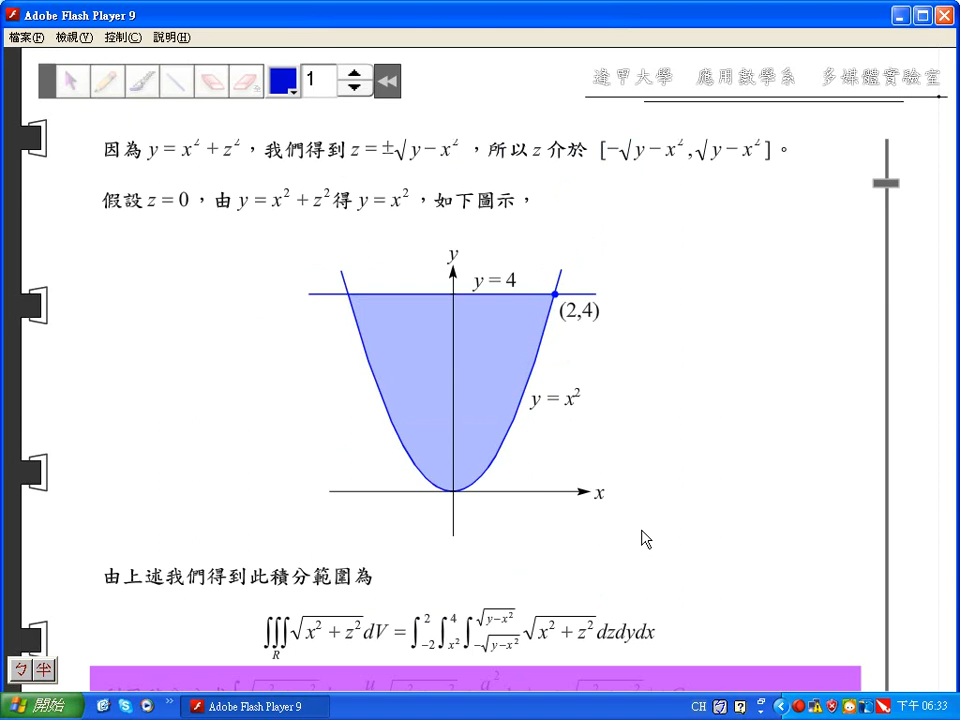 Adobe Flash Player 9
檔案(F) 檢視(V) 控制(C) 說明(H)
1
逢甲大學 應用數學系 多媒體實驗室
因為 y = x² + z²，我們得到 z = ±√y − x² ，所以 z 介於 [−√y − x² , √y − x² ]。
假設 z = 0，由 y = x² + z² 得 y = x² ，如下圖示，
y
y = 4
(2,4)
y = x²
x
由上述我們得到此積分範圍為
∭_R √(x² + z²) dV = ∫_{−2}^{2} ∫_{x²}^{4} ∫_{−√(y−x²)}^{√(y−x²)} √(x² + z²) dzdydx
ㄅ 半
開始
Adobe Flash Player 9
CH
下午 06:33